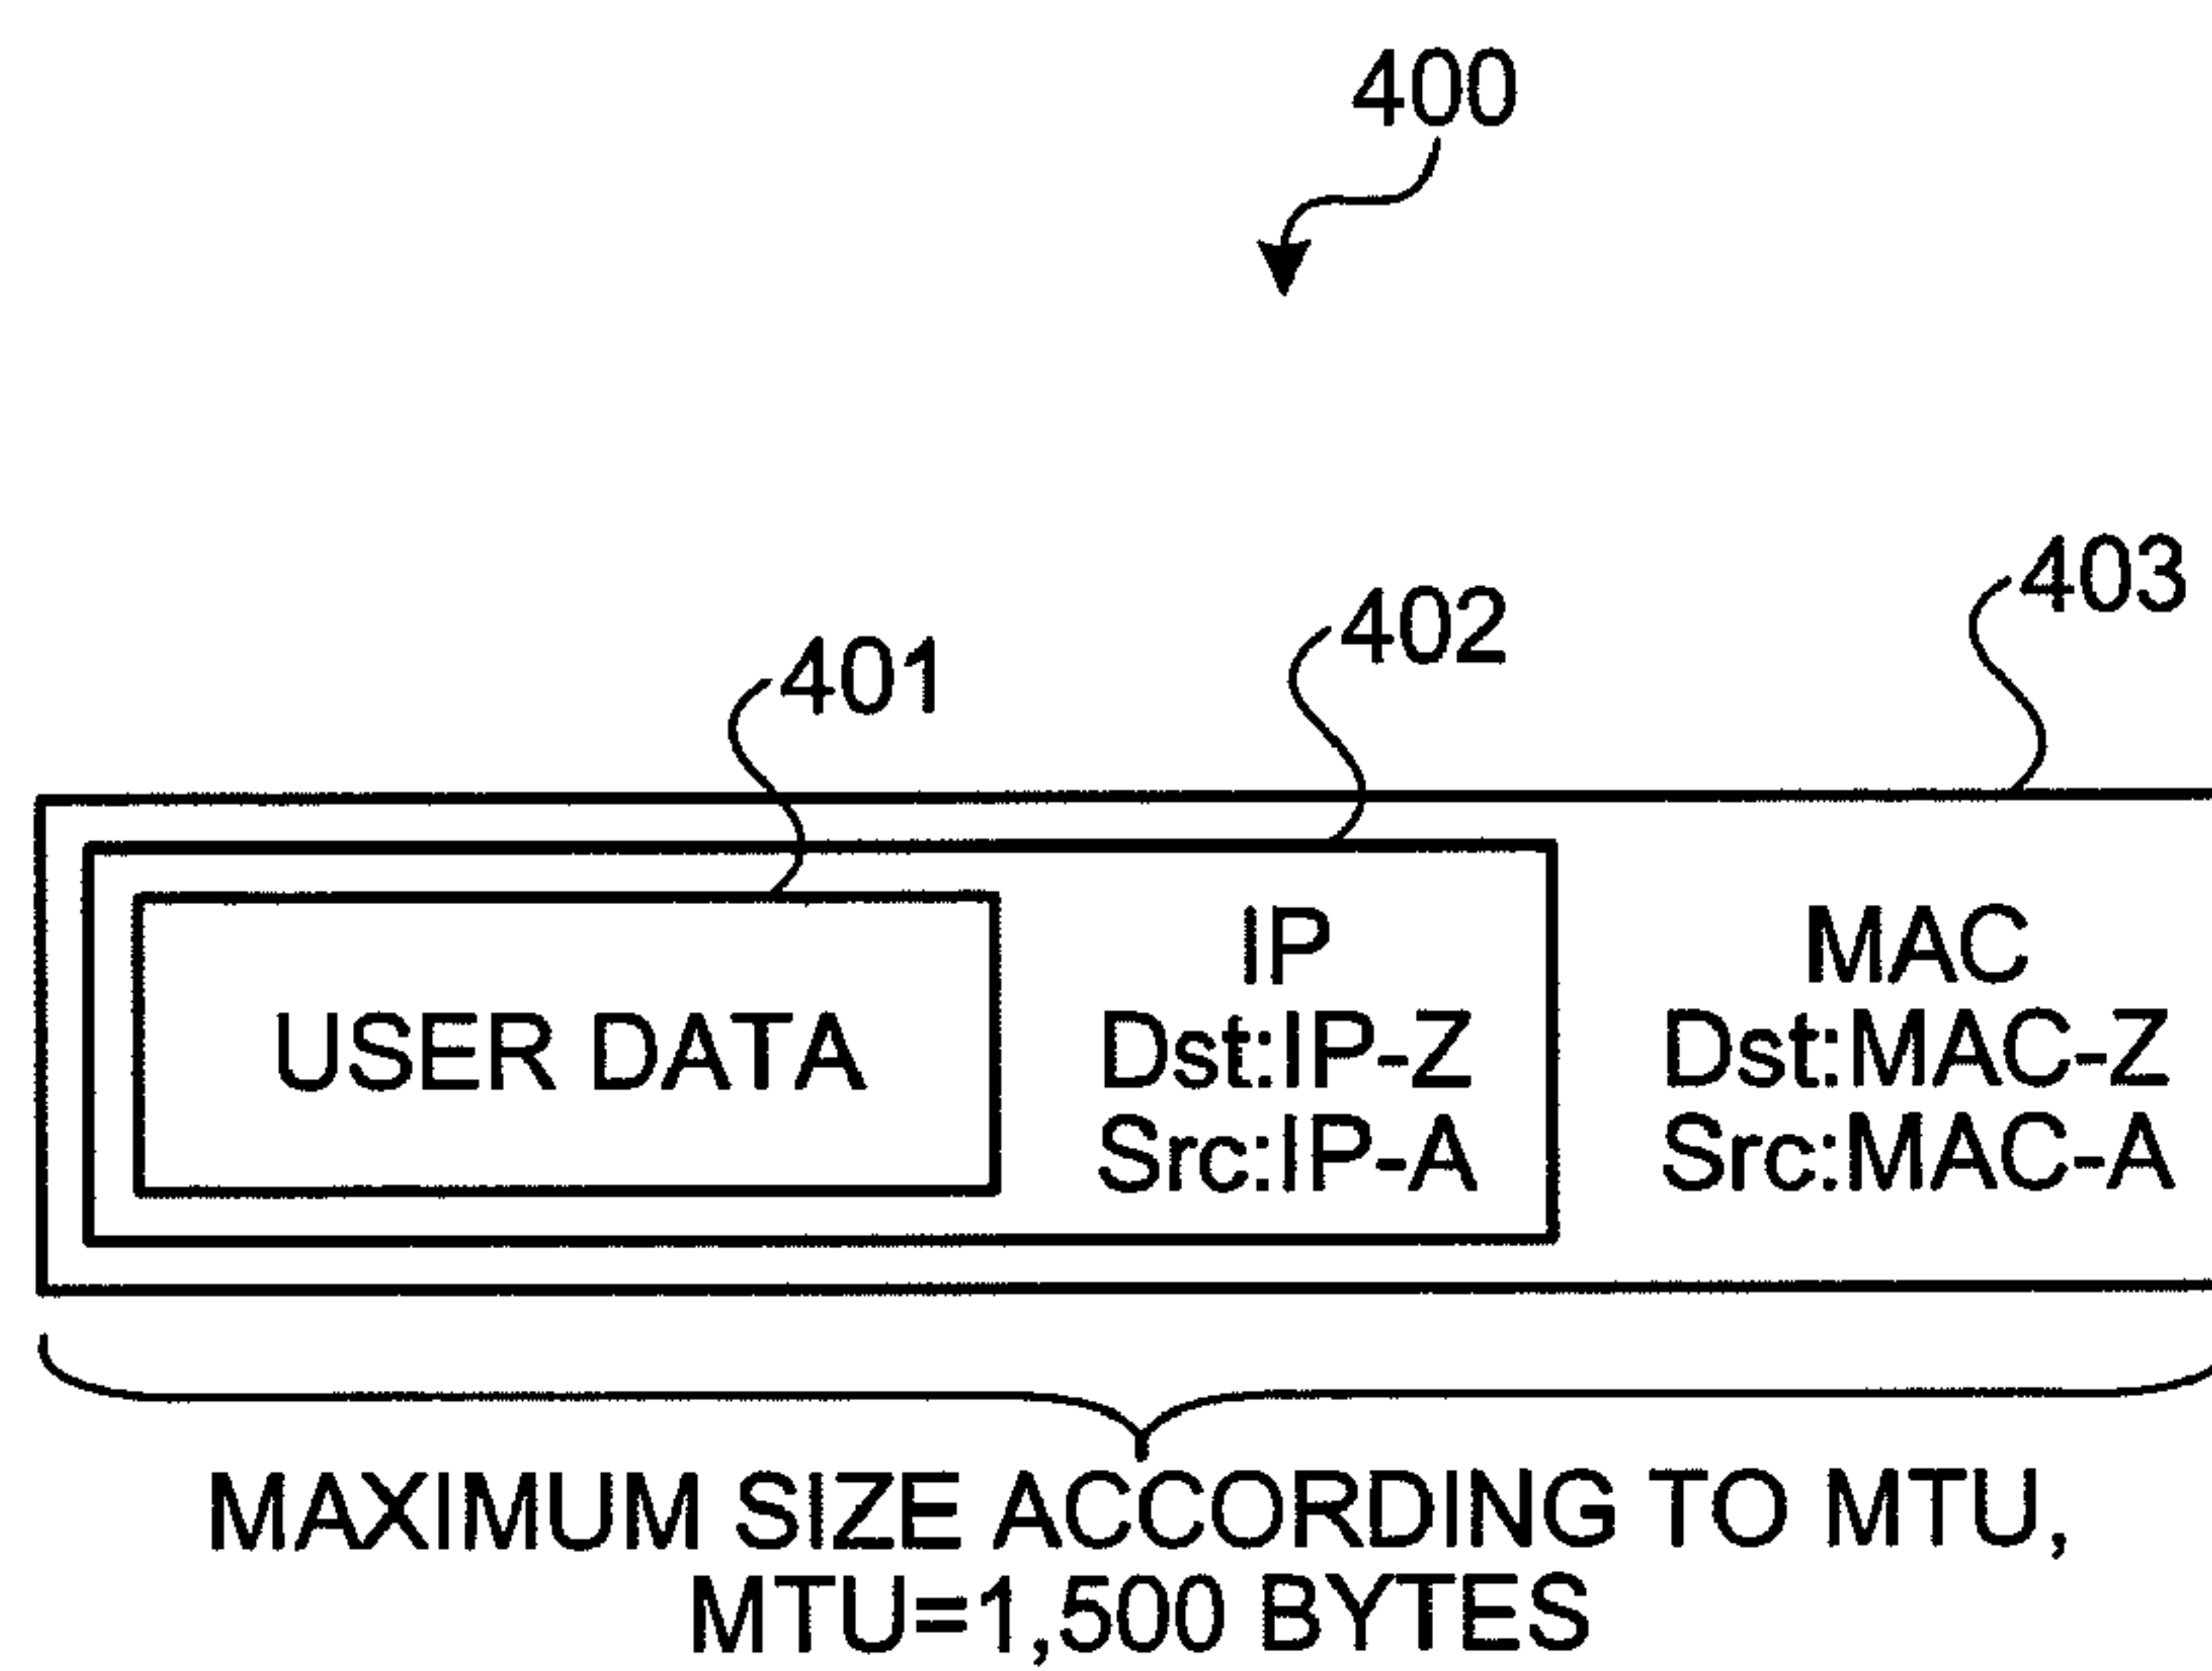 400
403
402
401
USER DATA
IP
Dst:IP-Z
Src:IP-A
MAC
Dst:MAC-Z
Src:MAC-A
MAXIMUM SIZE ACCORDING TO MTU,
MTU=1,500 BYTES